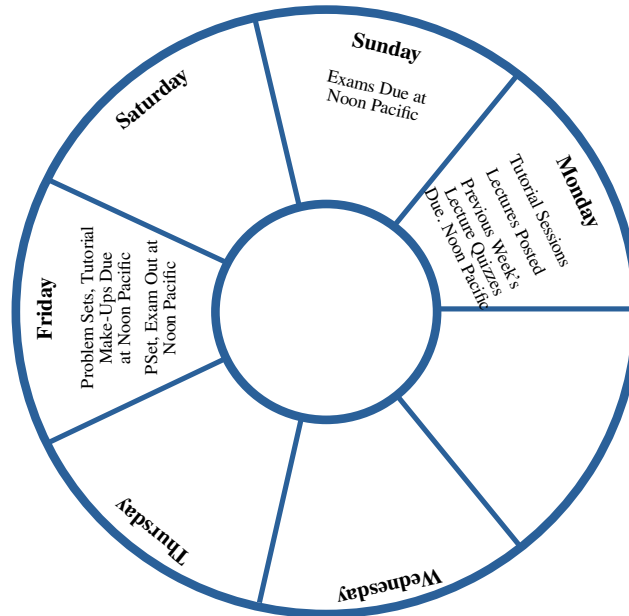 Sunday
Exams Due at
Noon Pacific
Monday
Tutorial Sessions
Lectures Posted
Previous Week's
Lecture Quizzes
Due. Noon Pacific
Wednesday
Thursday
Friday
Problem Sets, Tutorial
Make-Ups Due
at Noon Pacific
PSet, Exam Out at
Noon Pacific
Saturday